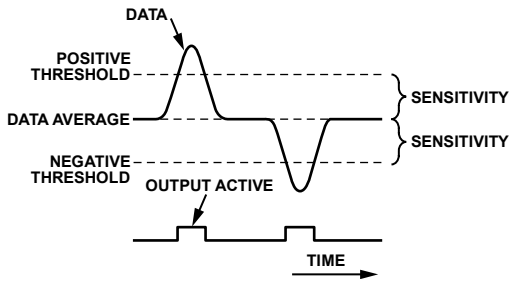 DATA
POSITIVE
THRESHOLD
SENSITIVITY
DATA AVERAGE
SENSITIVITY
NEGATIVE
THRESHOLD
OUTPUT ACTIVE
TIME